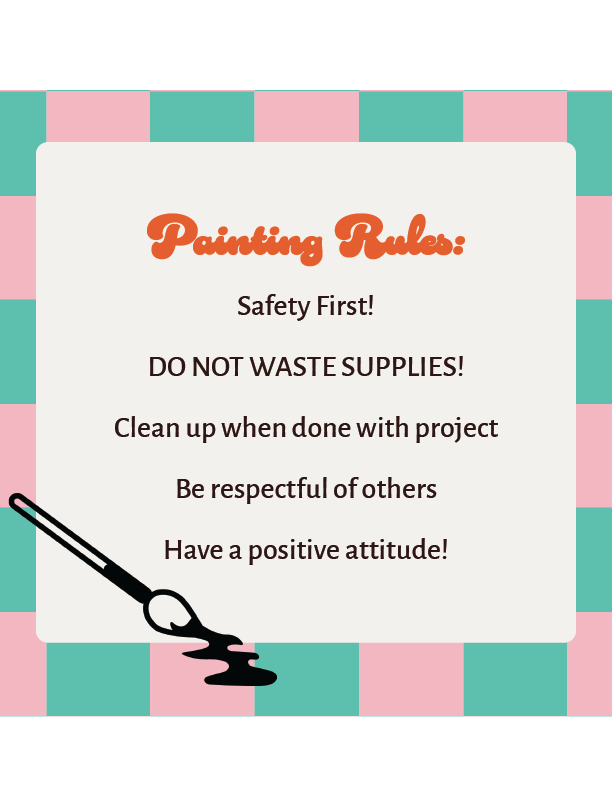 Painting Rules:
Safety First!
DO NOT WASTE SUPPLIES!
Clean up when done with project
Be respectful of others
Have a positive attitude!